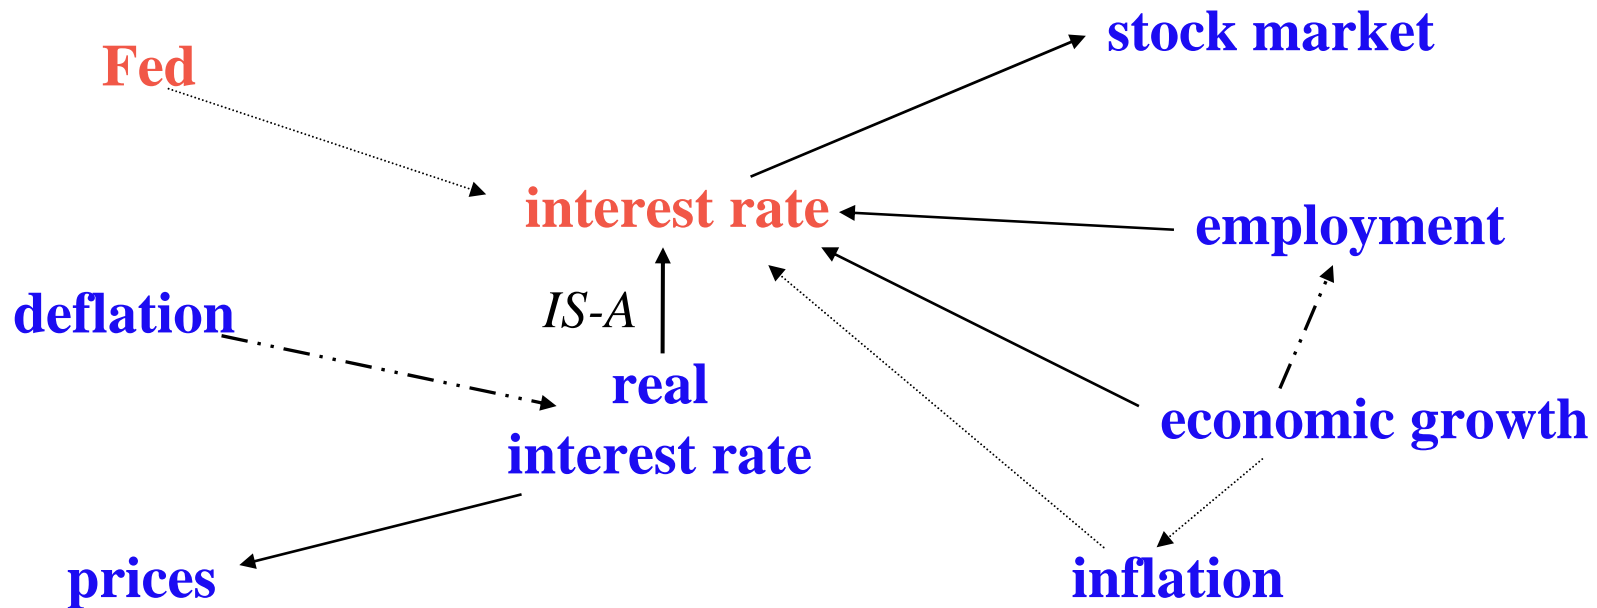 stock market
Fed
interest rate
employment
deflation
IS-A
real
interest rate
economic growth
prices
inflation